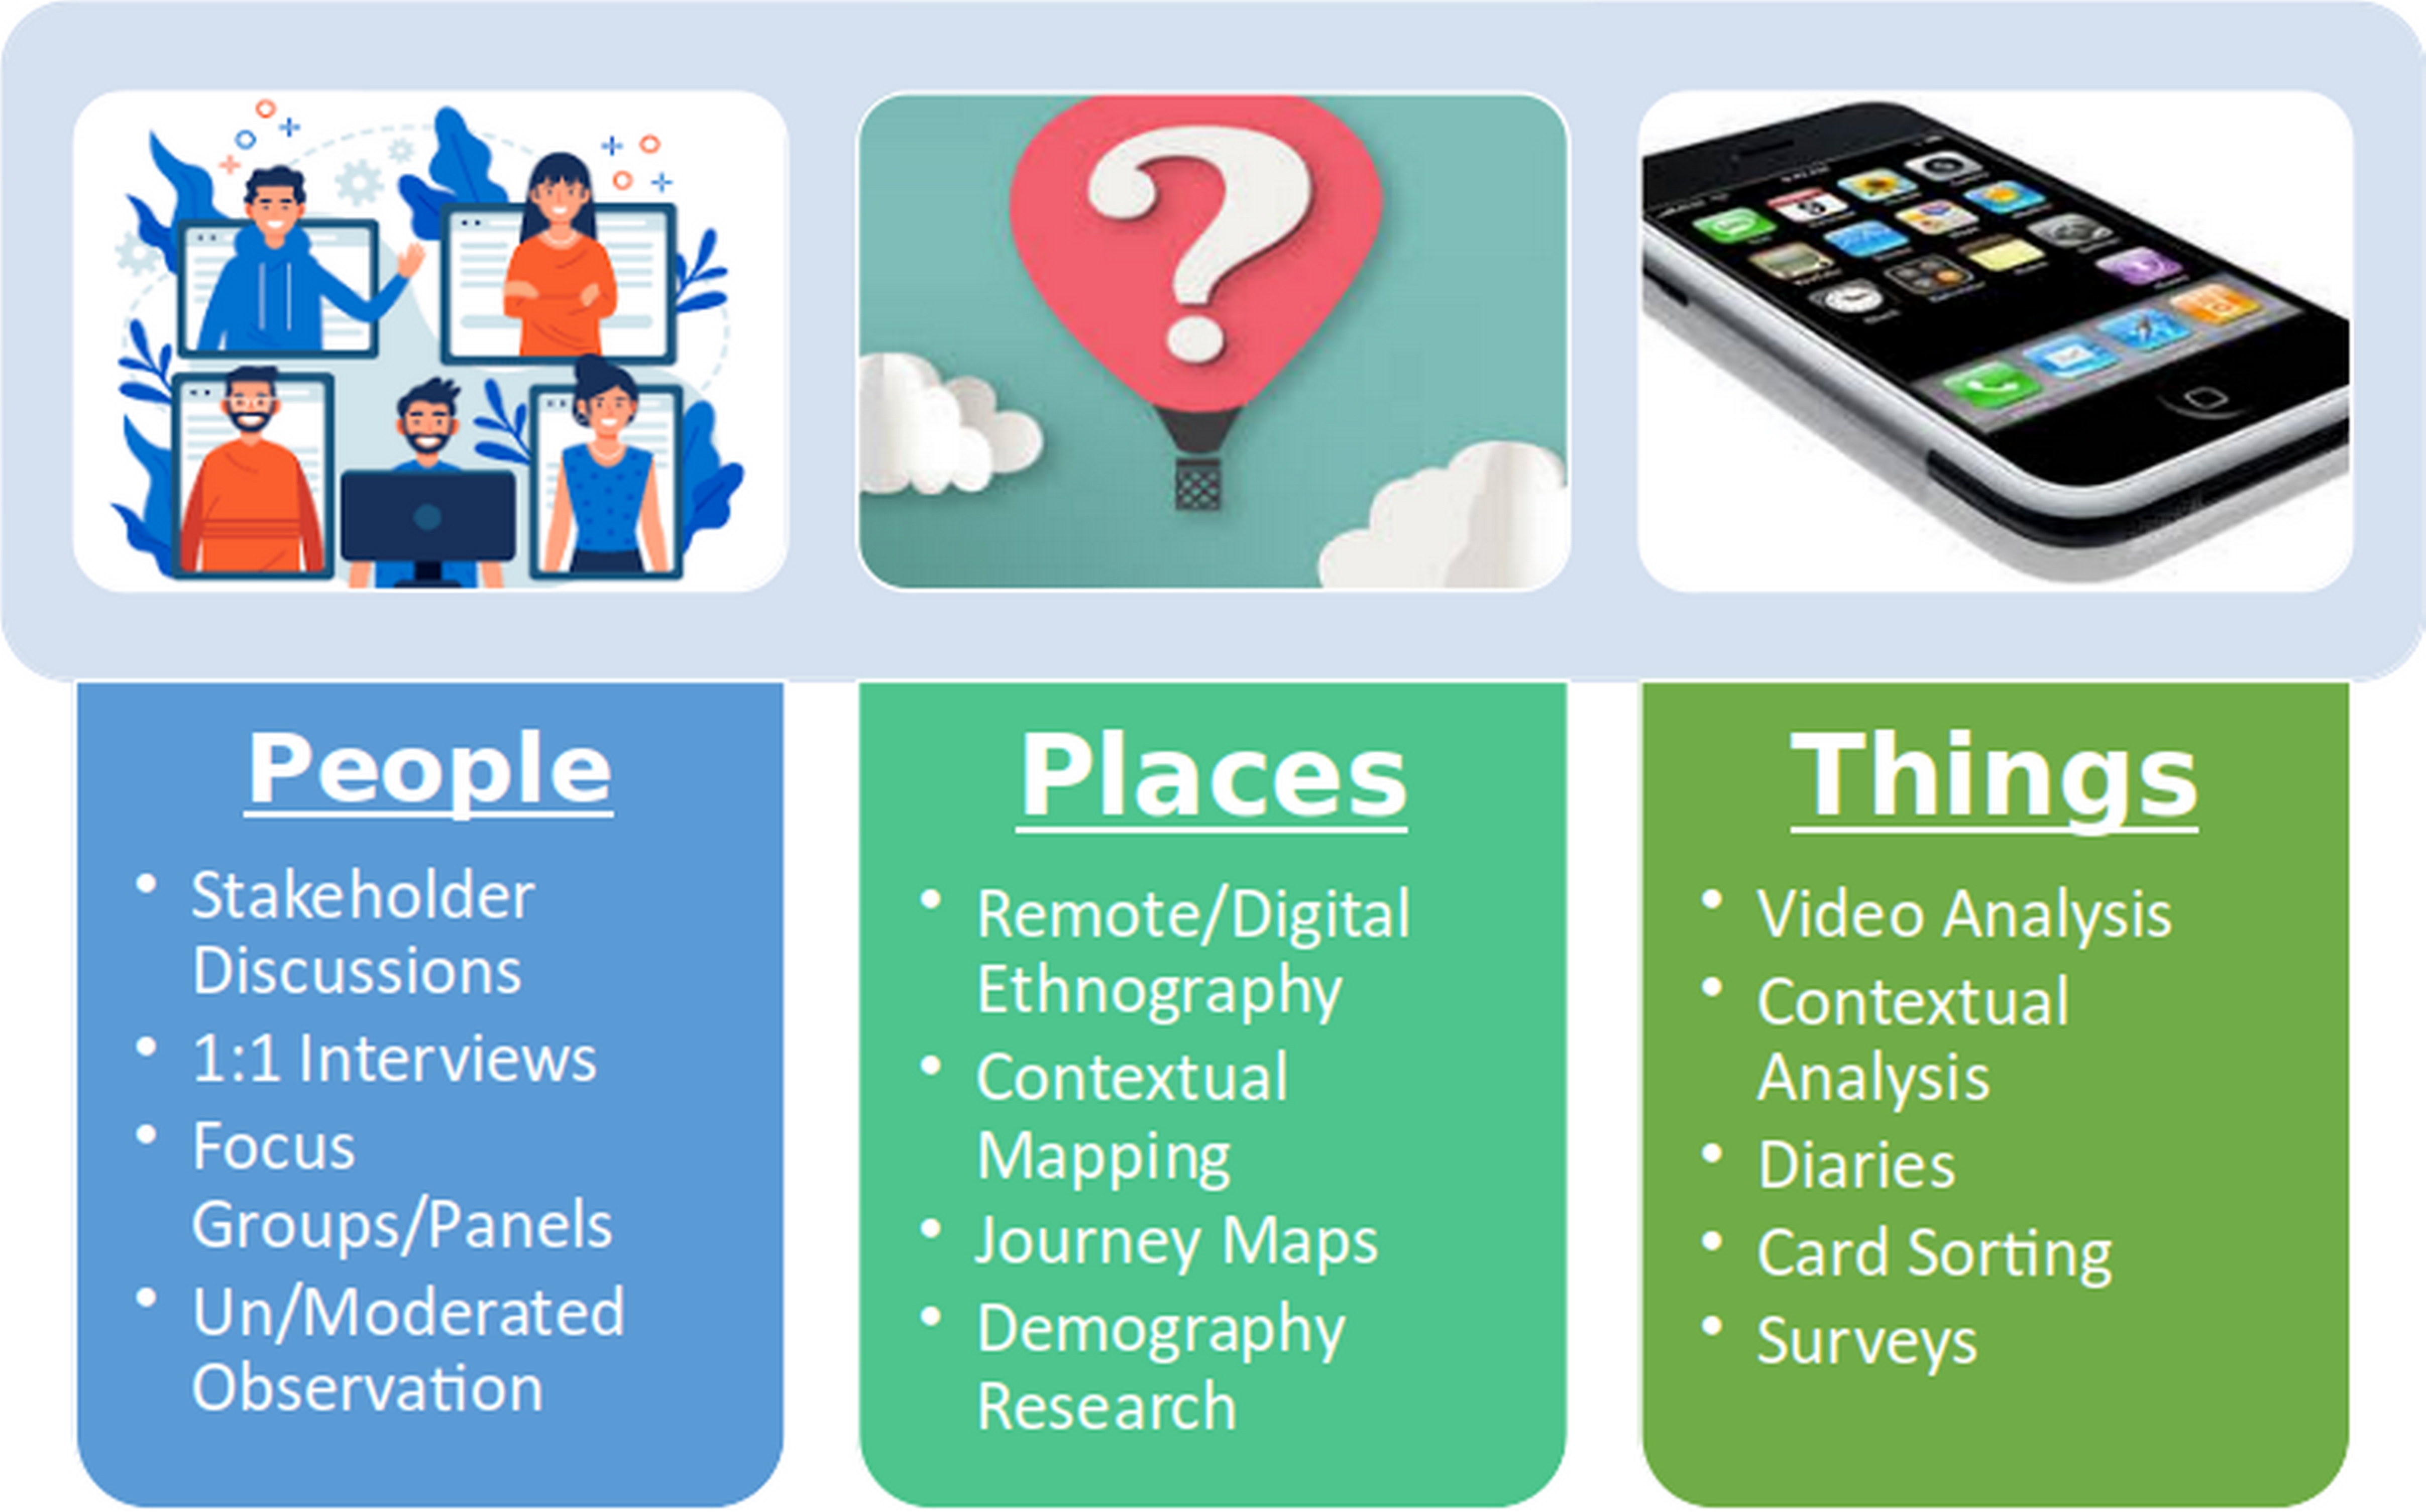 People
• Stakeholder
Discussions
• 1:1 Interviews
• Focus
Groups/Panels
• Un/Moderated
Observation
Places
• Remote/Digital
Ethnography
• Contextual
Mapping
• Journey Maps
• Demography
Research
Things
• Video Analysis
• Contextual
Analysis
• Diaries
• Card Sorting
• Surveys